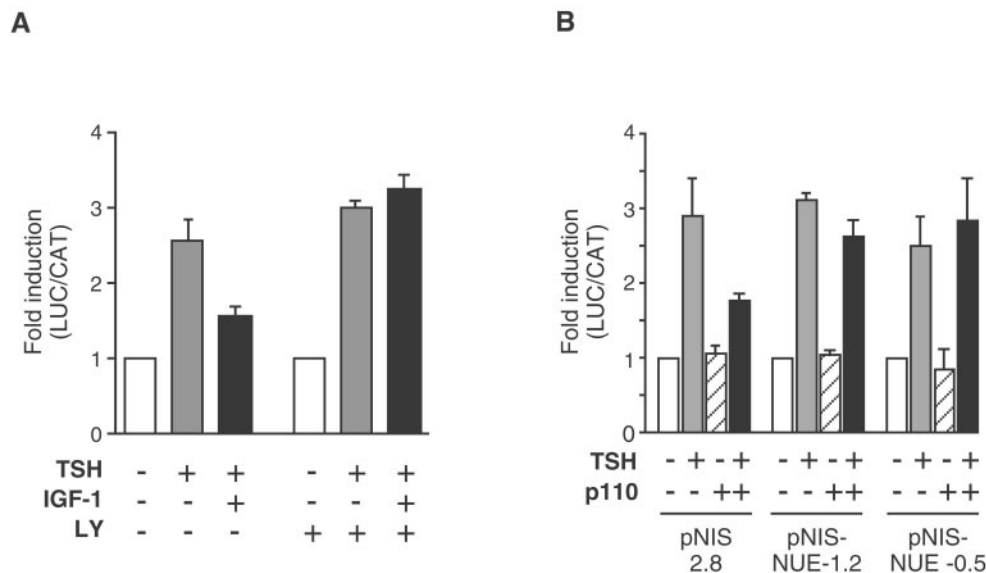 A
Fold induction
(LUC/CAT)
4
3
2
1
0
TSH - + + - + +
IGF-1 - - + - - +
LY - - - + + +
B
Fold induction
(LUC/CAT)
4
3
2
1
0
TSH - + - + - + - + - + - +
p110 - - + + - - + + - - + +
pNIS pNIS- pNIS-
2.8 NUE-1.2 NUE -0.5